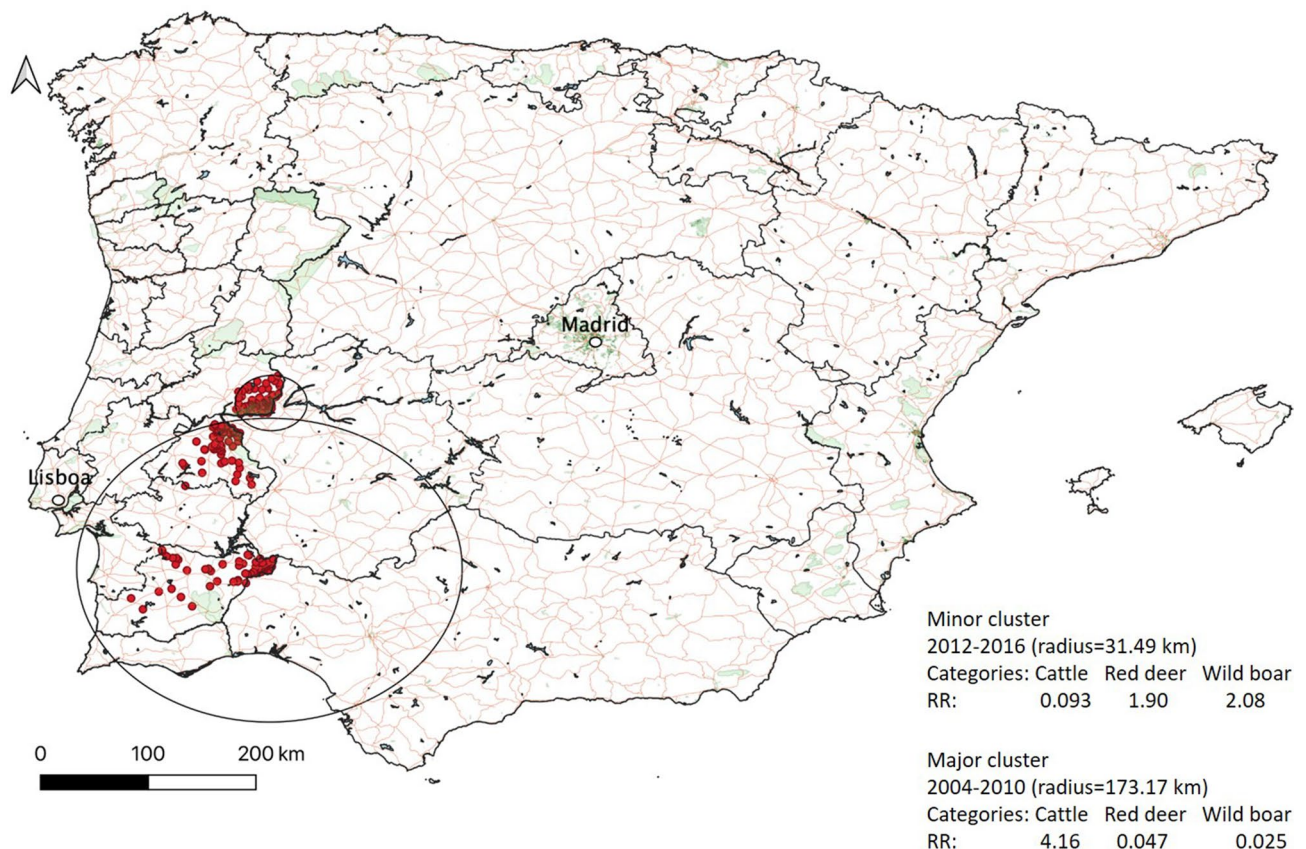 Madrid
Lisboa
Minor cluster
2012-2016 (radius=31.49 km)
Categories: Cattle Red deer Wild boar
RR: 0.093 1.90 2.08
0 100 200 km
Major cluster
2004-2010 (radius=173.17 km)
Categories: Cattle Red deer Wild boar
RR: 4.16 0.047 0.025